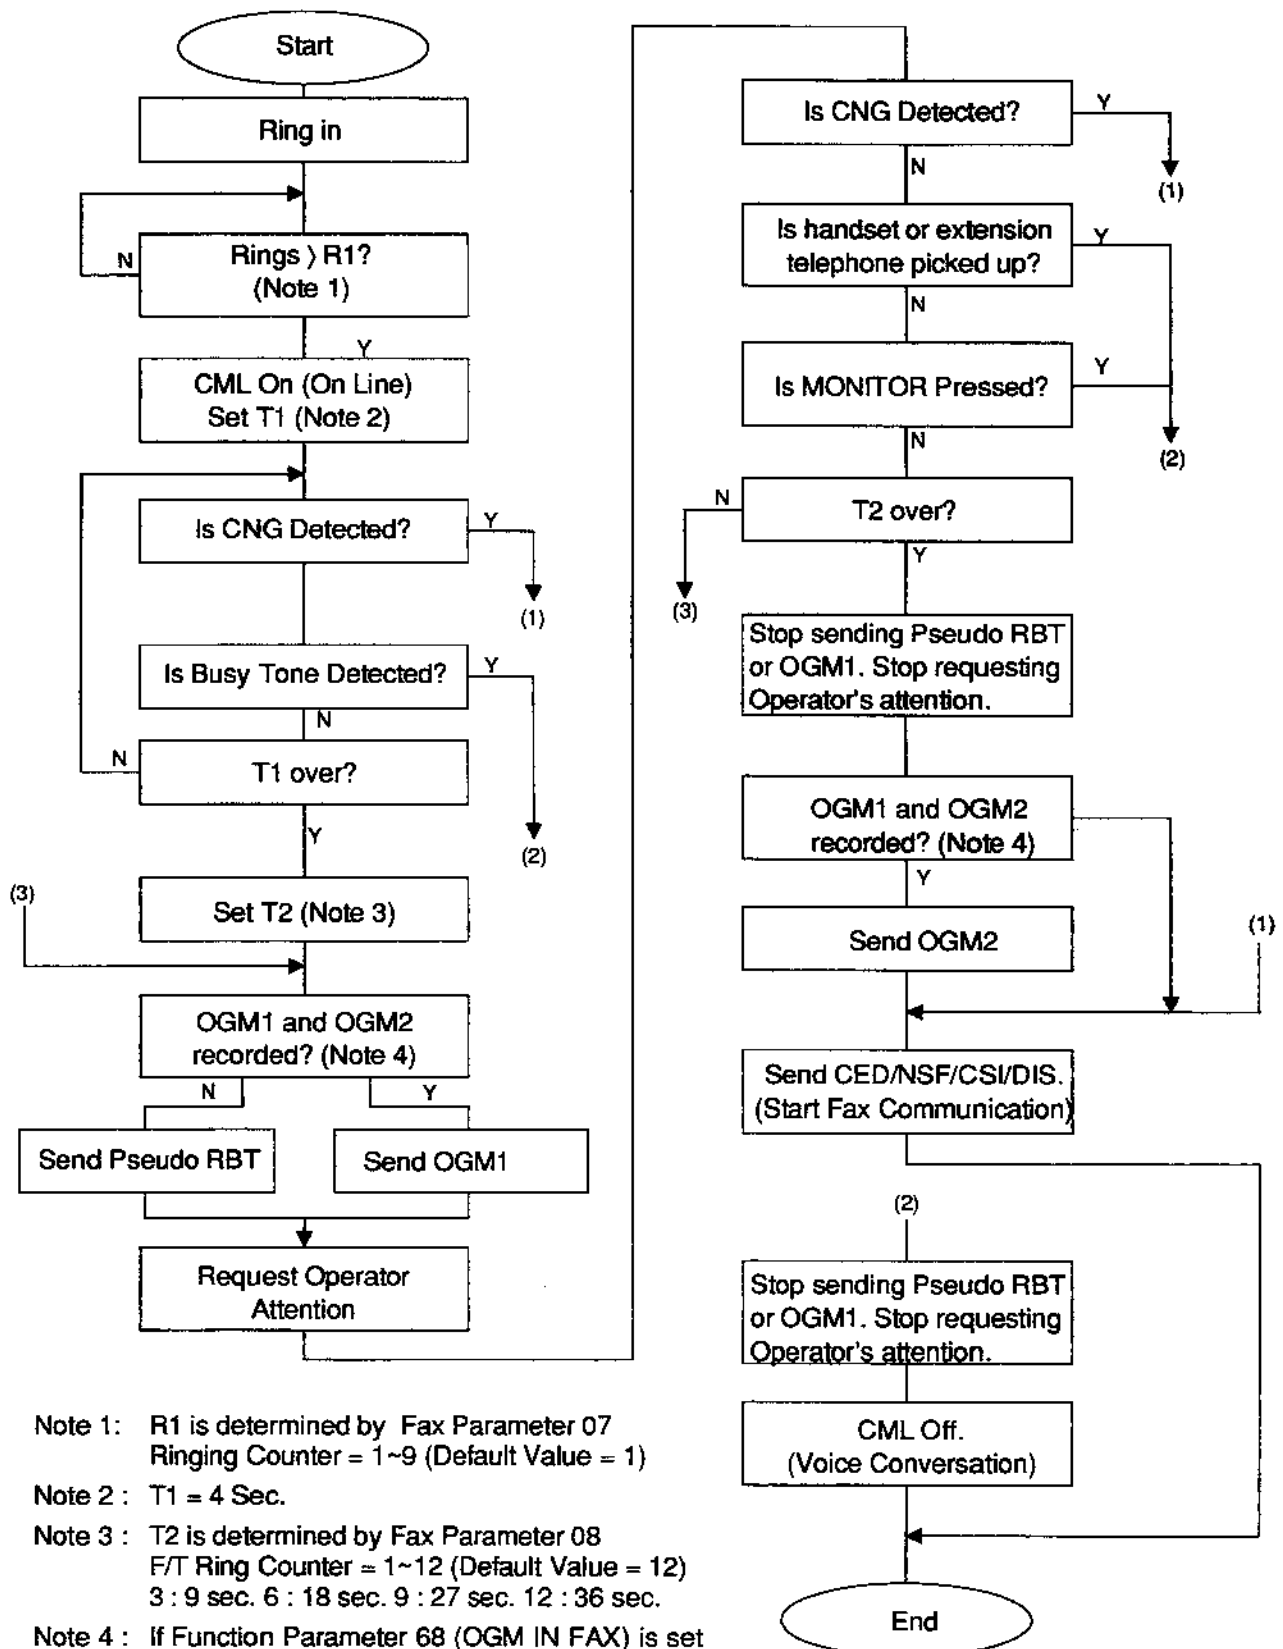 Start
Ring in
Rings 〉 R1?
(Note 1)
N
Y
CML On (On Line)
Set T1 (Note 2)
Is CNG Detected?
Y
(1)
Is Busy Tone Detected?
Y
N
(2)
T1 over?
N
Y
(3)
Set T2 (Note 3)
OGM1 and OGM2
recorded? (Note 4)
N
Y
Send Pseudo RBT
Send OGM1
Request Operator
Attention
Is CNG Detected?
Y
(1)
N
Is handset or extension
telephone picked up?
Y
N
Is MONITOR Pressed?
Y
(2)
N
T2 over?
N
(3)
Y
Stop sending Pseudo RBT
or OGM1. Stop requesting
Operator's attention.
OGM1 and OGM2
recorded? (Note 4)
Y
Send OGM2
(1)
Send CED/NSF/CSI/DIS.
(Start Fax Communication)
(2)
Stop sending Pseudo RBT
or OGM1. Stop requesting
Operator's attention.
CML Off.
(Voice Conversation)
End
Note 1: R1 is determined by Fax Parameter 07
Ringing Counter = 1~9 (Default Value = 1)
Note 2 : T1 = 4 Sec.
Note 3 : T2 is determined by Fax Parameter 08
F/T Ring Counter = 1~12 (Default Value = 12)
3 : 9 sec. 6 : 18 sec. 9 : 27 sec. 12 : 36 sec.
Note 4 : If Function Parameter 68 (OGM IN FAX) is set